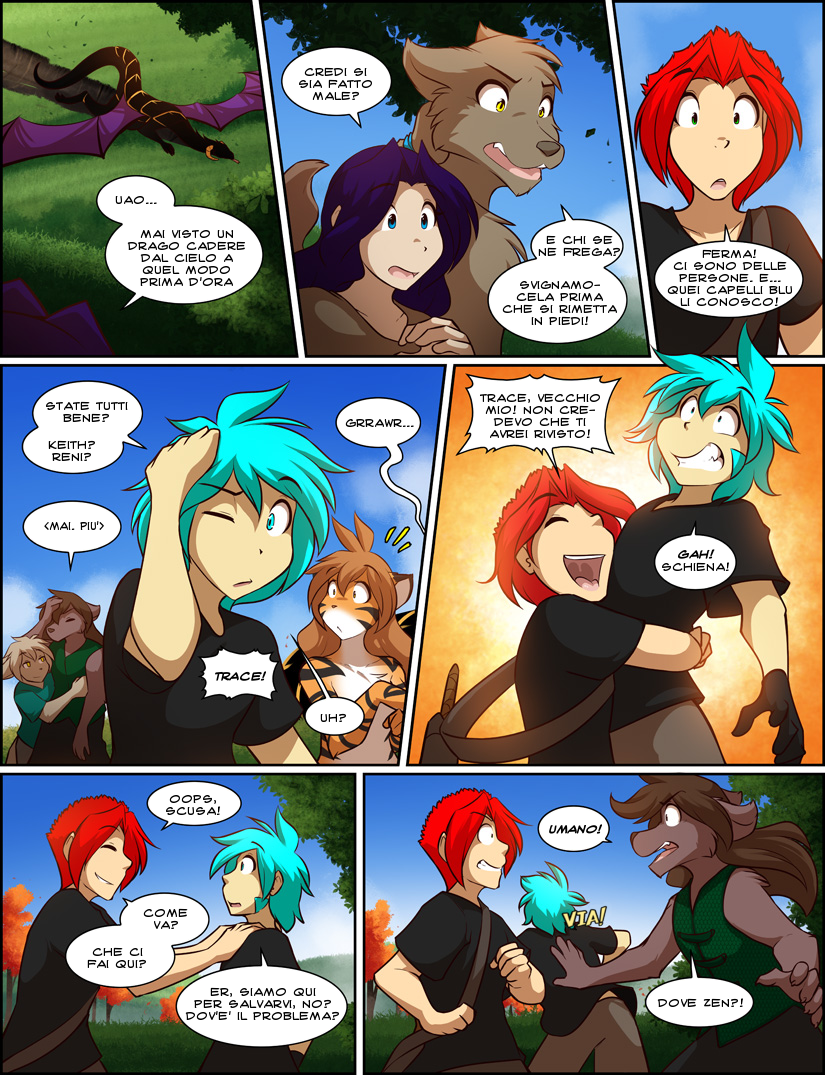 UAO...
MAI VISTO UN
DRAGO CADERE
DAL CIELO A
QUEL MODO
PRIMA D'ORA
CREDI SI
SIA FATTO
MALE?
E CHI SE
NE FREGA?
SVIGNAMO-
CELA PRIMA
CHE SI RIMETTA
IN PIEDI!
FERMA!
CI SONO DELLE
PERSONE. E...
QUEI CAPELLI BLU
LI CONOSCO!
STATE TUTTI
BENE?
KEITH?
RENI?
<MAI. PIU'>
GRRAWR...
TRACE!
UH?
TRACE, VECCHIO
MIO! NON CRE-
DEVO CHE TI
AVREI RIVISTO!
GAH!
SCHIENA!
OOPS,
SCUSA!
COME
VA?
CHE CI
FAI QUI?
ER, SIAMO QUI
PER SALVARVI, NO?
DOV'E' IL PROBLEMA?
UMANO!
VIA!
DOVE ZEN?!